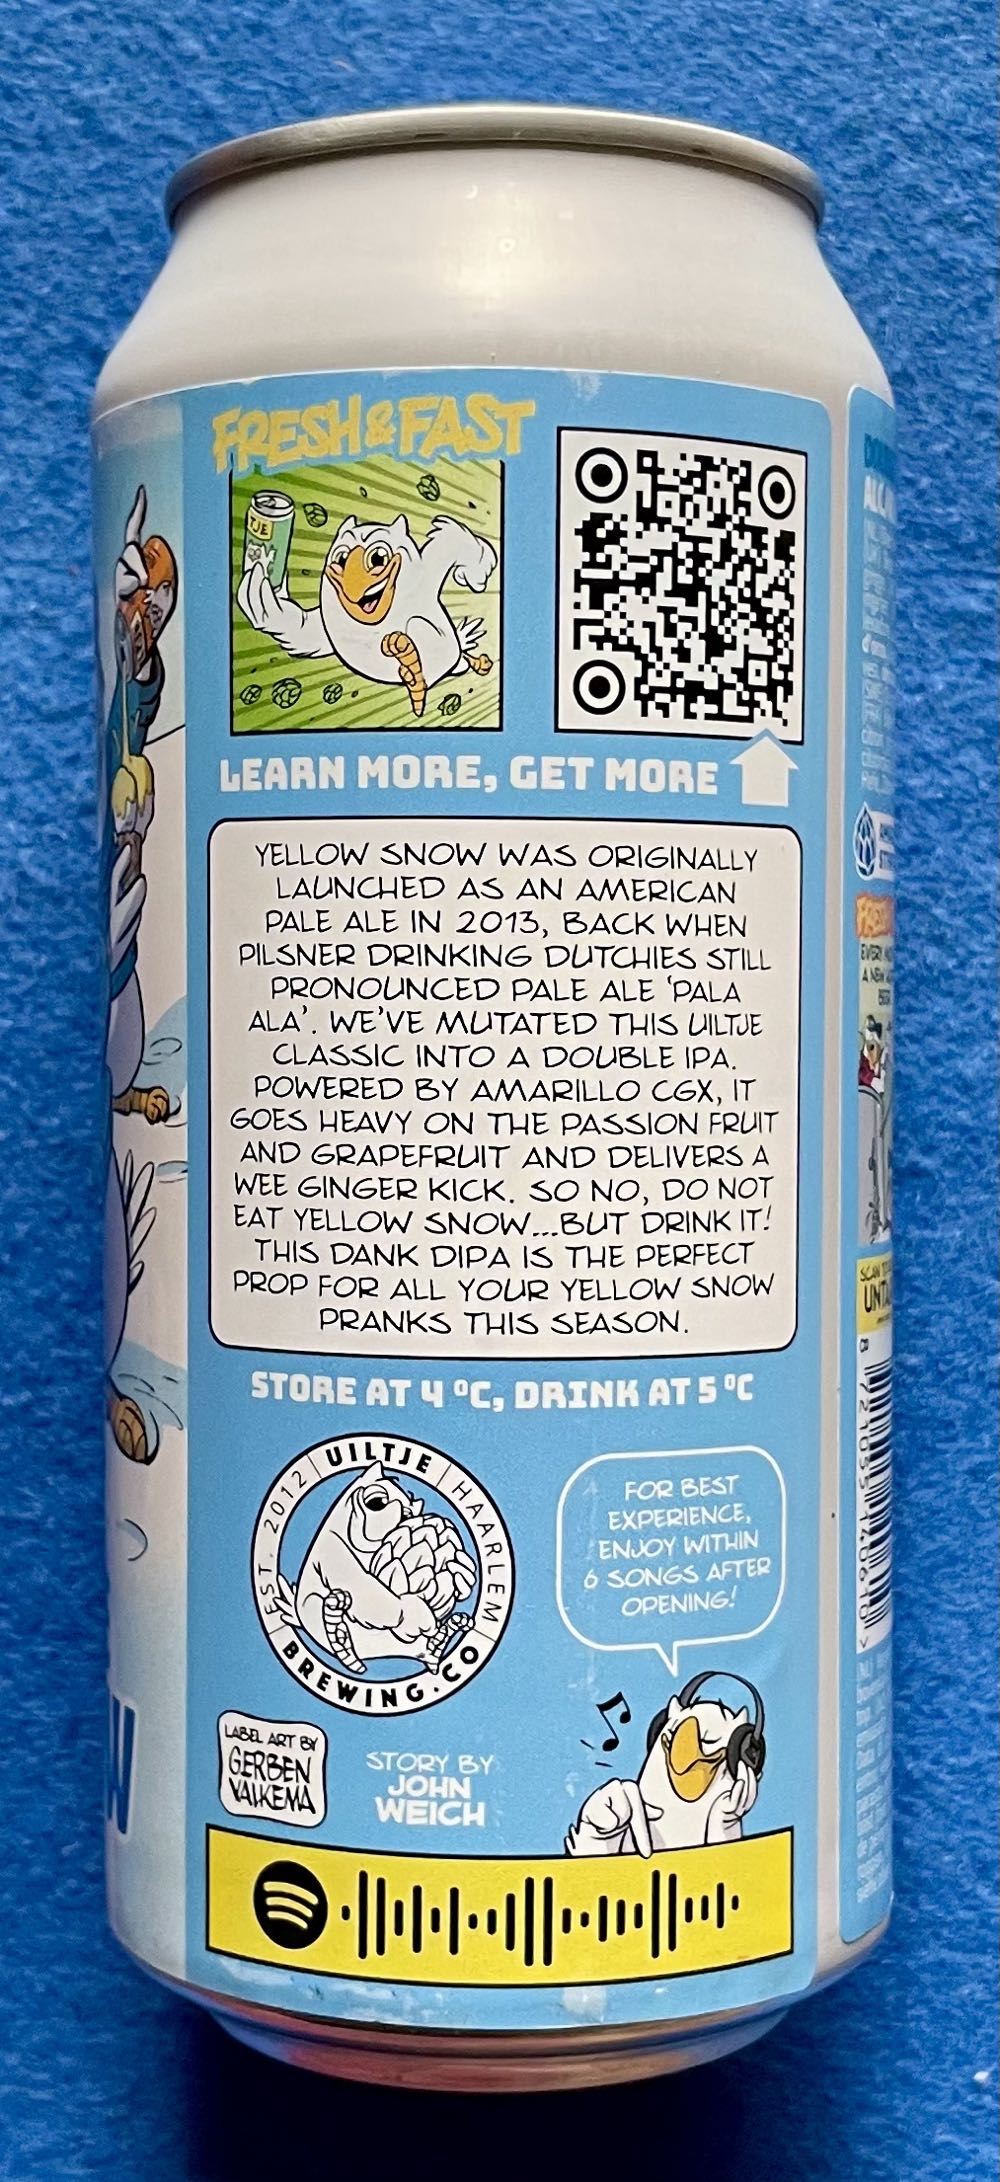 FRESH & FAST
TJE
LEARN MORE, GET MORE
YELLOW SNOW WAS ORIGINALLY
LAUNCHED AS AN AMERICAN
PALE ALE IN 2013, BACK WHEN
PILSNER DRINKING DUTCHIES STILL
PRONOUNCED PALE ALE 'PALA
ALA'. WE'VE MUTATED THIS UILTJE
CLASSIC INTO A DOUBLE IPA.
POWERED BY AMARILLO CGX, IT
GOES HEAVY ON THE PASSION FRUIT
AND GRAPEFRUIT AND DELIVERS A
WEE GINGER KICK. SO NO, DO NOT
EAT YELLOW SNOW...BUT DRINK IT!
THIS DANK DIPA IS THE PERFECT
PROP FOR ALL YOUR YELLOW SNOW
PRANKS THIS SEASON.
STORE AT 4 ºC, DRINK AT 5 ºC
EST. 2012 | UILTJE | HAARLEM
BREWING.CO
FOR BEST
EXPERIENCE,
ENJOY WITHIN
6 SONGS AFTER
OPENING!
LABEL ART BY
GERBEN
VALKEMA
STORY BY
JOHN
WEICH
W
A NEW